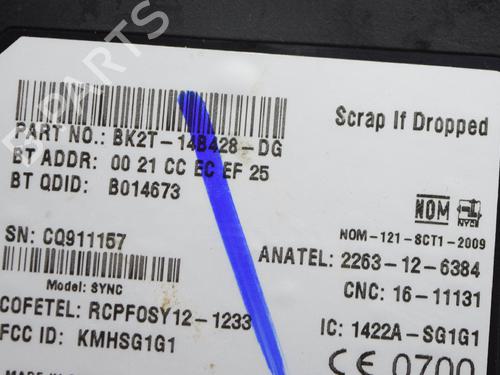 B PARTS
Scrap If Dropped
PART NO.: BK2T-14B428-DG
BT ADDR: 00 21 CC EC EF 25
BT QDID: B014673
NOM NYCE
NOM-121-SCT1-2009
SN: CQ911157
ANATEL: 2263-12-6384
Model: SYNC
CNC: 16-11131
COFETEL: RCPFOSY12-1233
IC: 1422A-SG1G1
FCC ID: KMHSG1G1
CE 0700